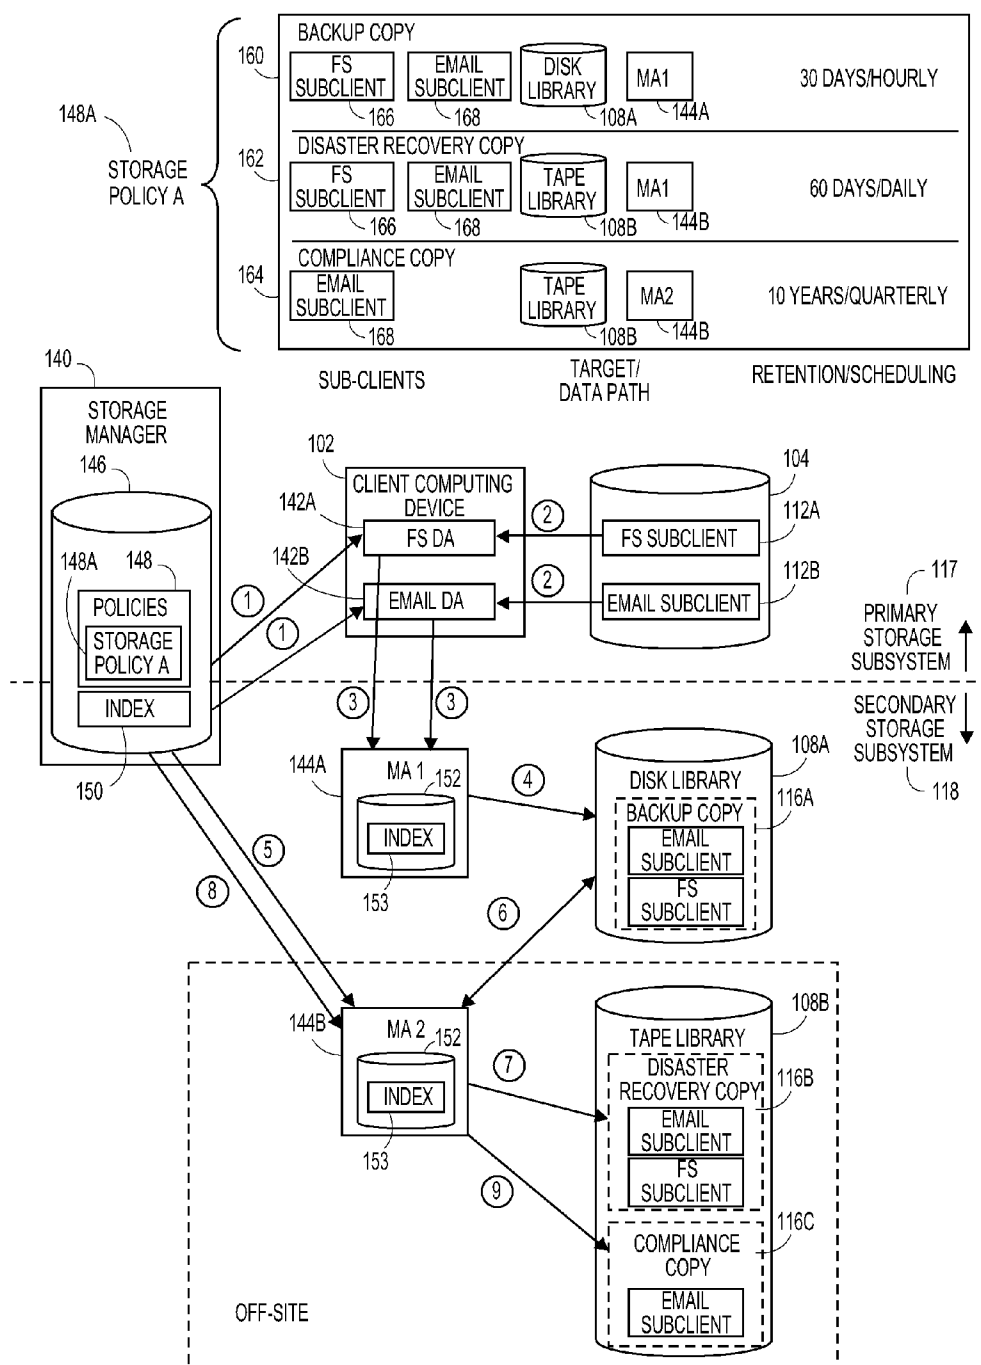 BACKUP COPY
160
FS
SUBCLIENT
166
EMAIL
SUBCLIENT
168
DISK
LIBRARY
108A
MA1
144A
30 DAYS/HOURLY
148A
STORAGE
POLICY A
DISASTER RECOVERY COPY
162
FS
SUBCLIENT
166
EMAIL
SUBCLIENT
168
TAPE
LIBRARY
108B
MA1
144B
60 DAYS/DAILY
COMPLIANCE COPY
164
EMAIL
SUBCLIENT
168
TAPE
LIBRARY
108B
MA2
144B
10 YEARS/QUARTERLY
SUB-CLIENTS
TARGET/
DATA PATH
RETENTION/SCHEDULING
140
STORAGE
MANAGER
146
148A
148
POLICIES
STORAGE
POLICY A
INDEX
150
1
1
102
CLIENT COMPUTING
DEVICE
142A
FS DA
142B
EMAIL DA
2
2
104
FS SUBCLIENT
112A
EMAIL SUBCLIENT
112B
117
PRIMARY
STORAGE
SUBSYSTEM
SECONDARY
STORAGE
SUBSYSTEM
118
3
3
144A
MA 1
152
INDEX
153
4
108A
DISK LIBRARY
116A
BACKUP COPY
EMAIL
SUBCLIENT
FS
SUBCLIENT
5
8
6
144B
MA 2
152
INDEX
153
7
9
108B
TAPE LIBRARY
DISASTER
RECOVERY COPY
116B
EMAIL
SUBCLIENT
FS
SUBCLIENT
116C
COMPLIANCE
COPY
EMAIL
SUBCLIENT
OFF-SITE